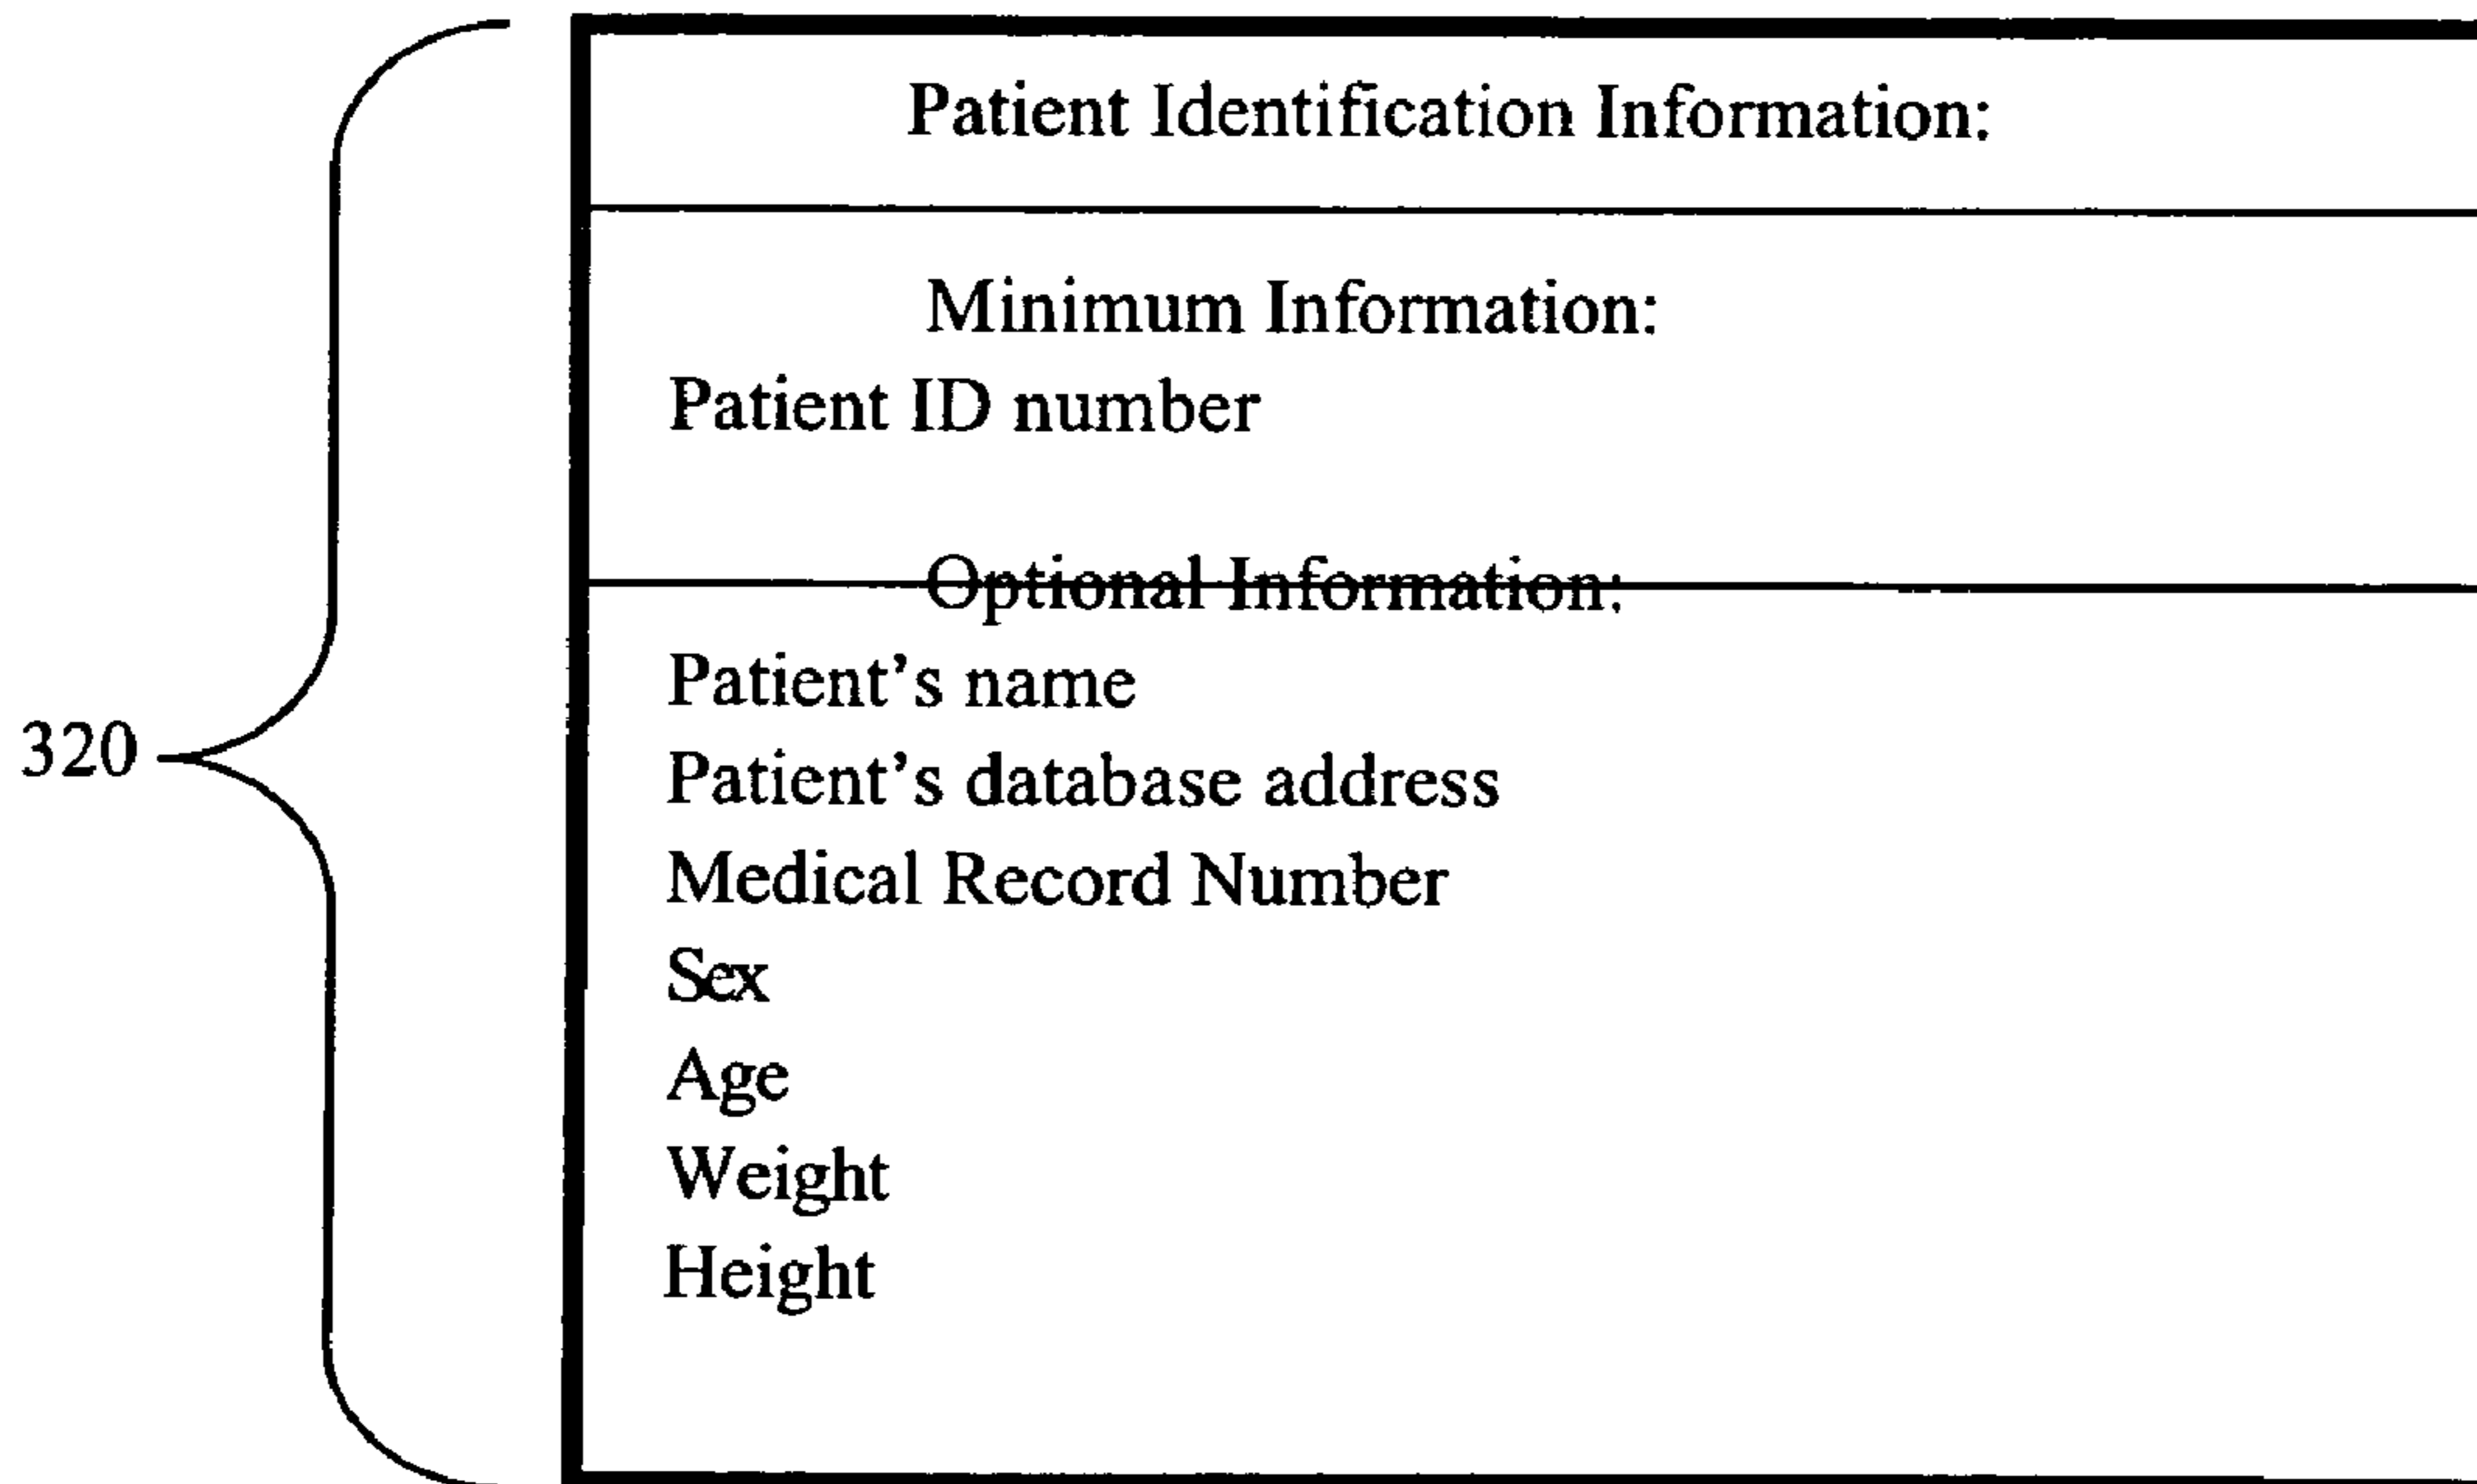 Patient Identification Information:
Minimum Information:
Patient ID number
Optional Information:
Patient's name
Patient's database address
320
Medical Record Number
Sex
Age
Weight
Height